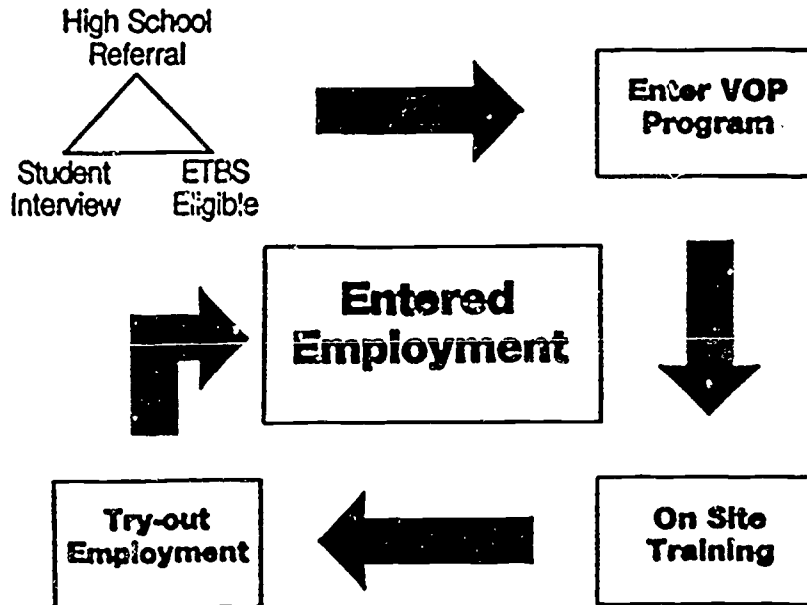 High School
Referral
Student
Interview
ETBS
Eligible
Enter VOP
Program
Entered
Employment
Try-out
Employment
On Site
Training